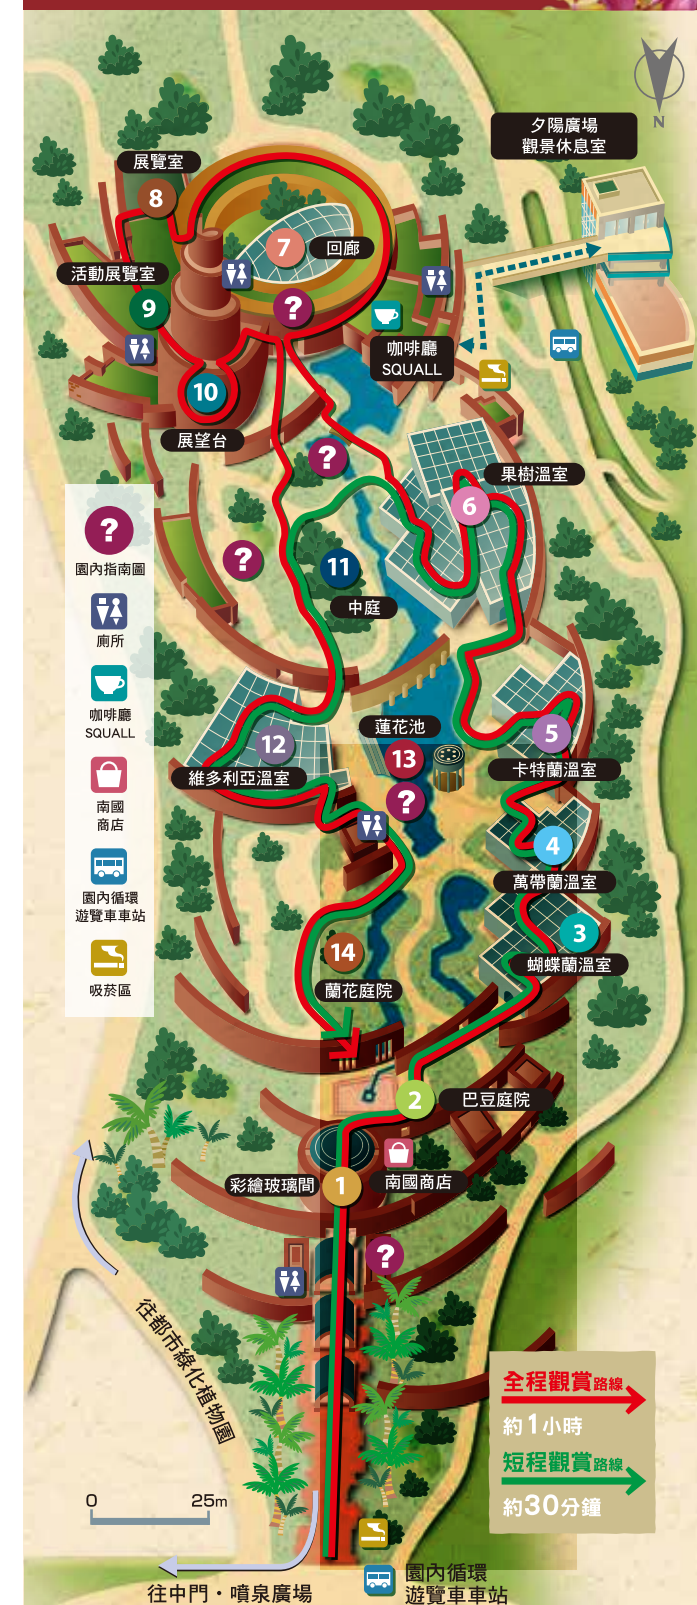 N
夕陽廣場
觀景休息室
展覽室
8
7
回廊
活動展覽室
?
9
咖啡廳
SQUALL
10
展望台
?
果樹溫室
6
?
園內指南圖
?
11
中庭
廁所
咖啡廳
SQUALL
蓮花池
5
12
13
卡特蘭溫室
維多利亞溫室
南國
商店
?
4
萬帶蘭溫室
園內循環
遊覽車車站
3
14
蝴蝶蘭溫室
吸菸區
蘭花庭院
2
巴豆庭院
彩繪玻璃間
1
南國商店
?
往都市綠化植物園
全程觀賞路線
約1小時
短程觀賞路線
約30分鐘
0 25m
往中門・噴泉廣場
園內循環
遊覽車車站